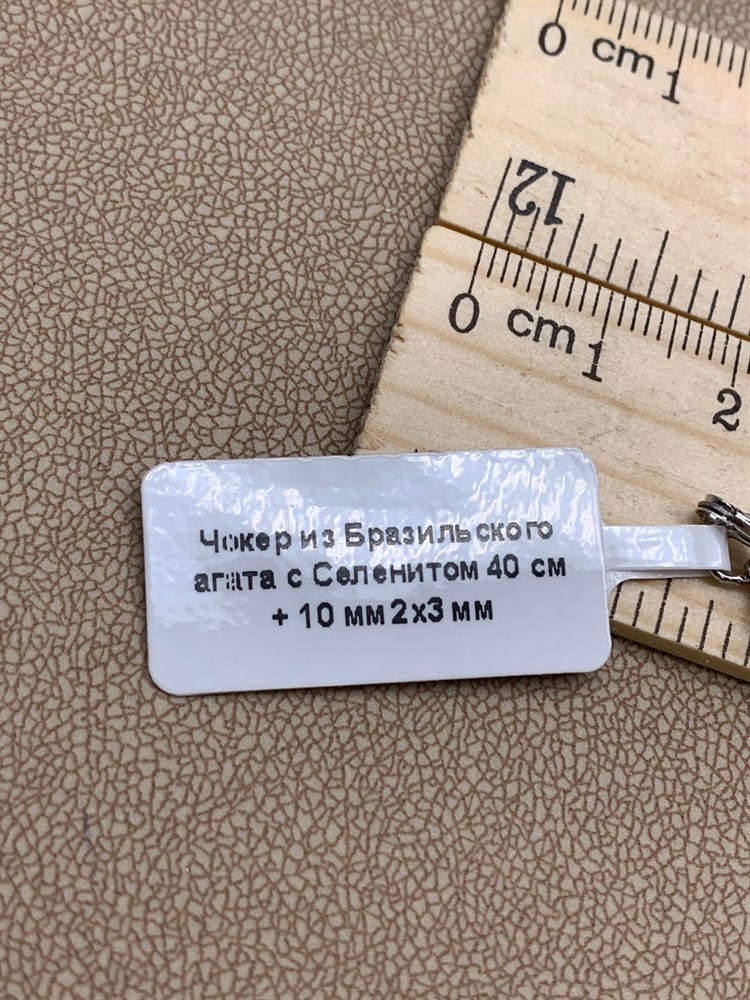 0 cm 1
12
0 cm 1 2
Чокер из Бразильского
агата с Селенитом 40 см
+ 10 мм 2х3 мм